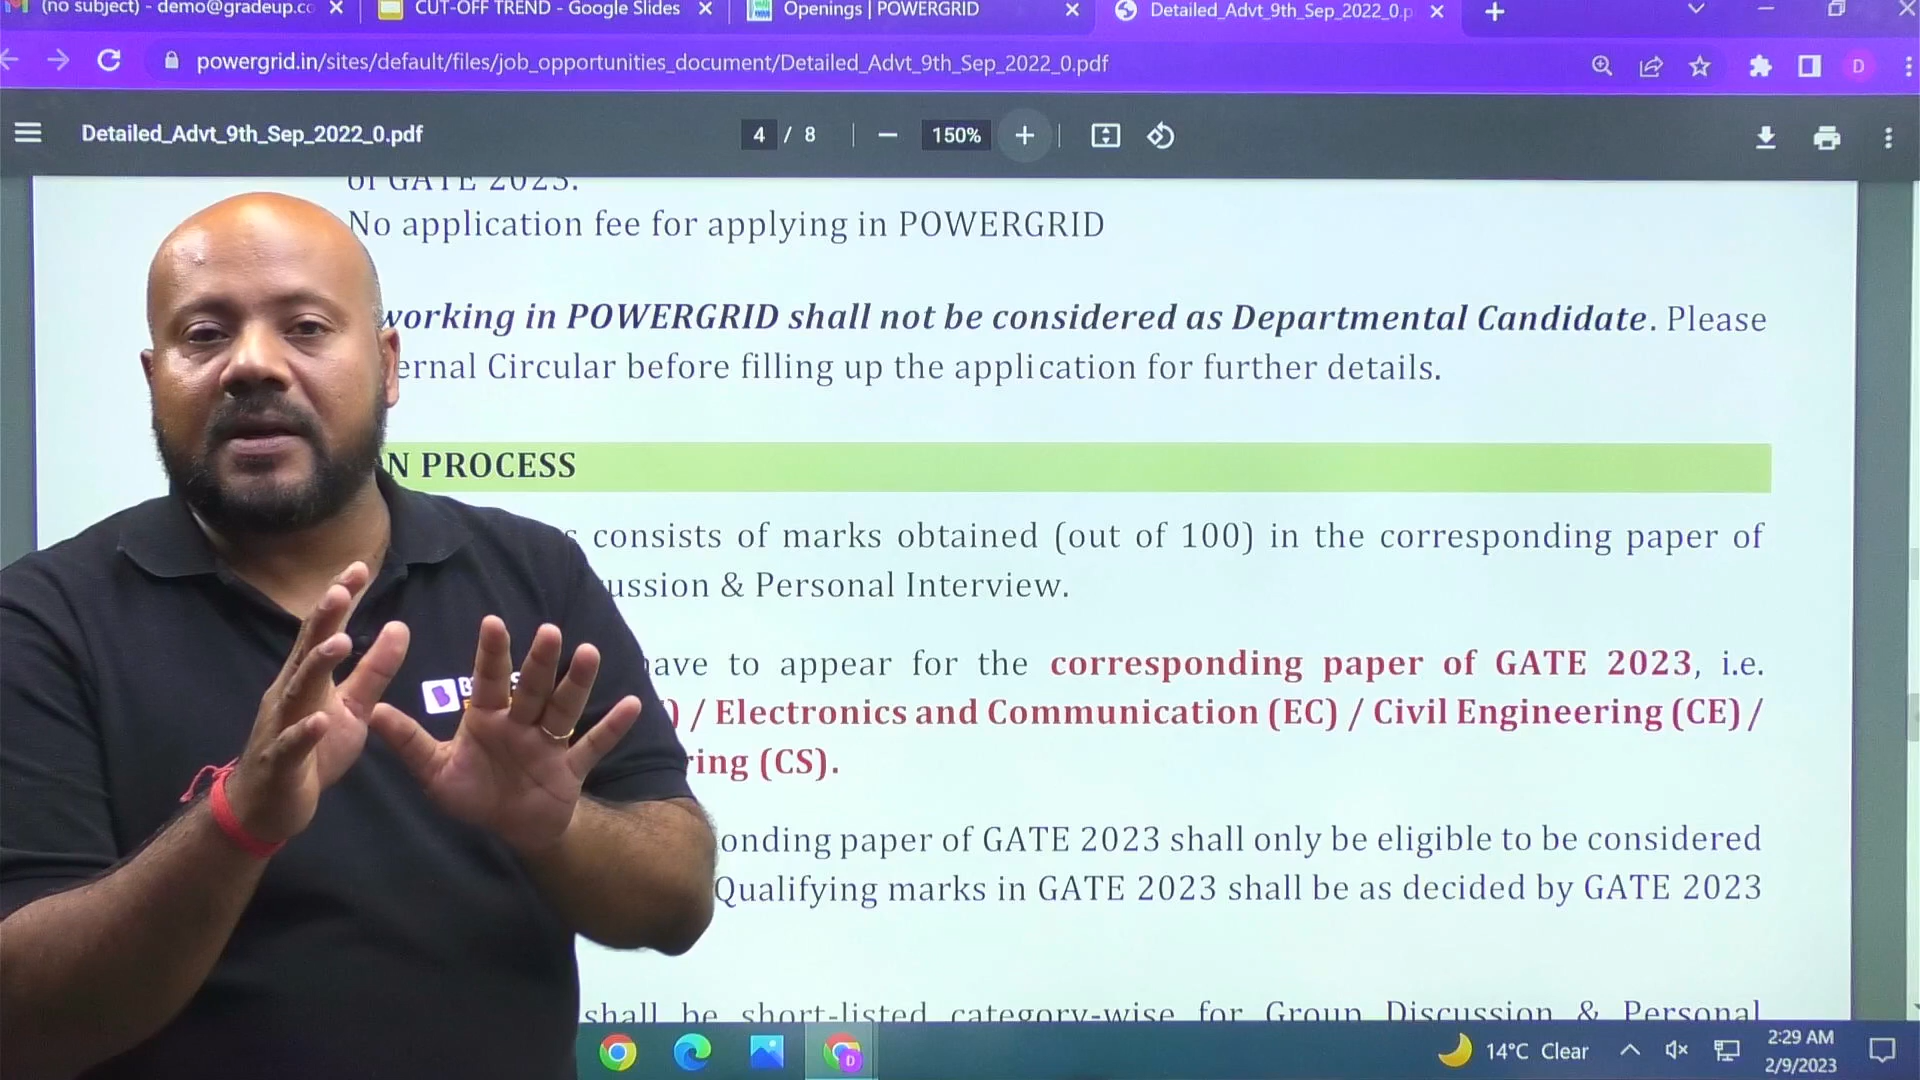 (no subject) - demo@gradeup.co
CUT-OFF TREND - Google Slides
Openings | POWERGRID
Detailed_Advt_9th_Sep_2022_0.p
powergrid.in/sites/default/files/job_opportunities_document/Detailed_Advt_9th_Sep_2022_0.pdf
D
Detailed_Advt_9th_Sep_2022_0.pdf
4 / 8
150%
of GATE 2023.
No application fee for applying in POWERGRID
working in POWERGRID shall not be considered as Departmental Candidate. Please
ernal Circular before filling up the application for further details.
N PROCESS
s consists of marks obtained (out of 100) in the corresponding paper of
ussion & Personal Interview.
have to appear for the corresponding paper of GATE 2023, i.e.
) / Electronics and Communication (EC) / Civil Engineering (CE) /
ring (CS).
onding paper of GATE 2023 shall only be eligible to be considered
Qualifying marks in GATE 2023 shall be as decided by GATE 2023
shall be short-listed category-wise for Group Discussion & Personal
D
14°C Clear
2:29 AM
2/9/2023